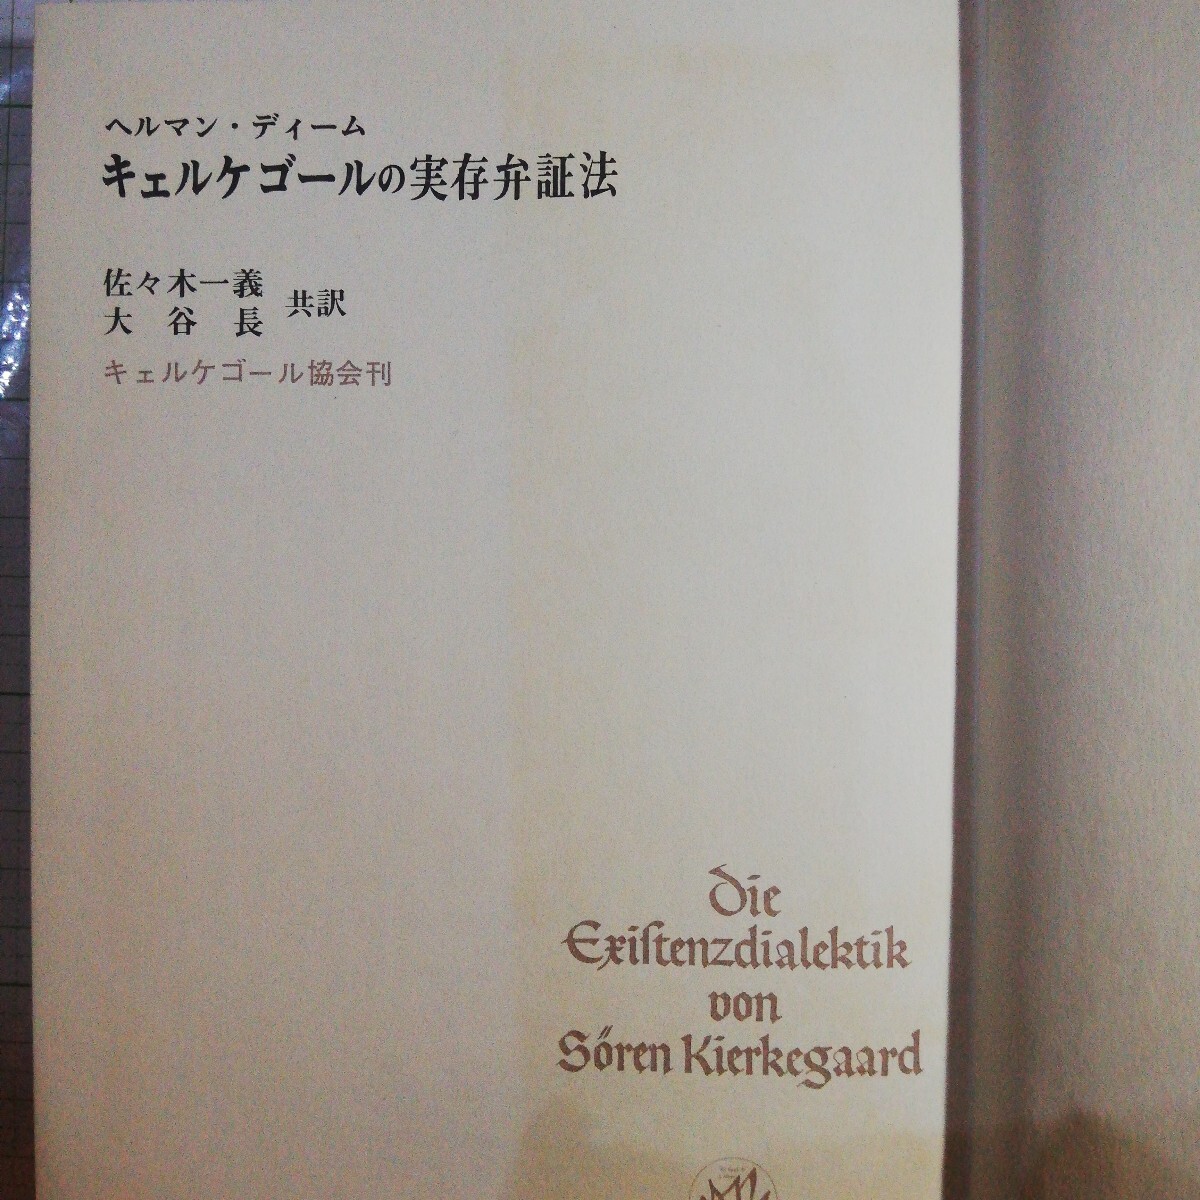 ヘルマン・ディーム
キェルケゴールの実存弁証法
佐々木一義
大谷長
共訳
キェルケゴール協会刊
Die
Exiſtenzdialektik
von
Sören Kierkegaard